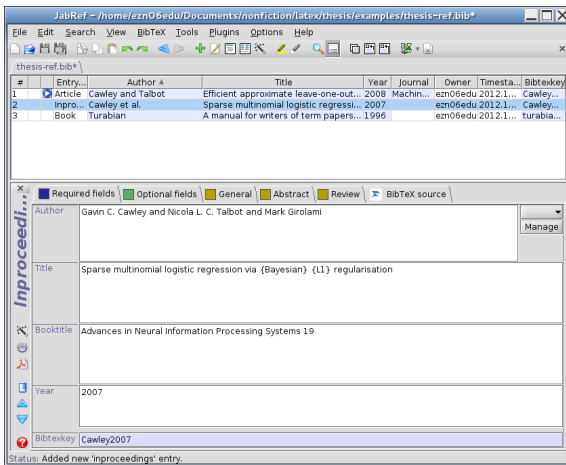 JabRef – /home/ezn06edu/Documents/nonfiction/latex/thesis/examples/thesis-ref.bib*
File Edit Search View BibTeX Tools Plugins Options Help
thesis-ref.bib*
# Entry... Author Title Year Journal Owner Timesta... Bibtexkey
1 Article Cawley and Talbot Efficient approximate leave-one-out... 2008 Machin... ezn06edu 2012.1... Cawley...
2 Inpro... Cawley et al. Sparse multinomial logistic regressi... 2007 ezn06edu 2012.1... Cawley...
3 Book Turabian A manual for writers of term papers... 1996 ezn06edu 2012.1... turabia...
Required fields Optional fields General Abstract Review BibTeX source
Inproceedi...
Author Gavin C. Cawley and Nicola L. C. Talbot and Mark Girolami
Manage
Title Sparse multinomial logistic regression via {Bayesian} {L1} regularisation
Booktitle Advances in Neural Information Processing Systems 19
Year 2007
Bibtexkey Cawley2007
Status: Added new 'inproceedings' entry.